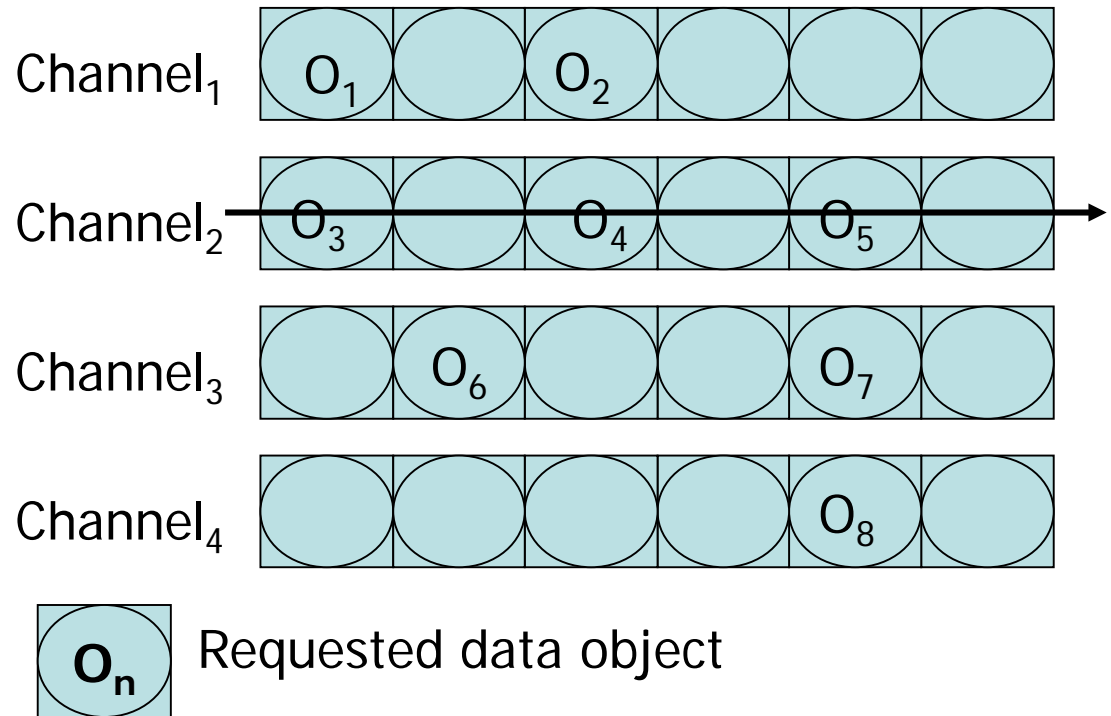 Channel₁ O₁ O₂
Channel₂ O₃ O₄ O₅
Channel₃ O₆ O₇
Channel₄ O₈
Oₙ Requested data object